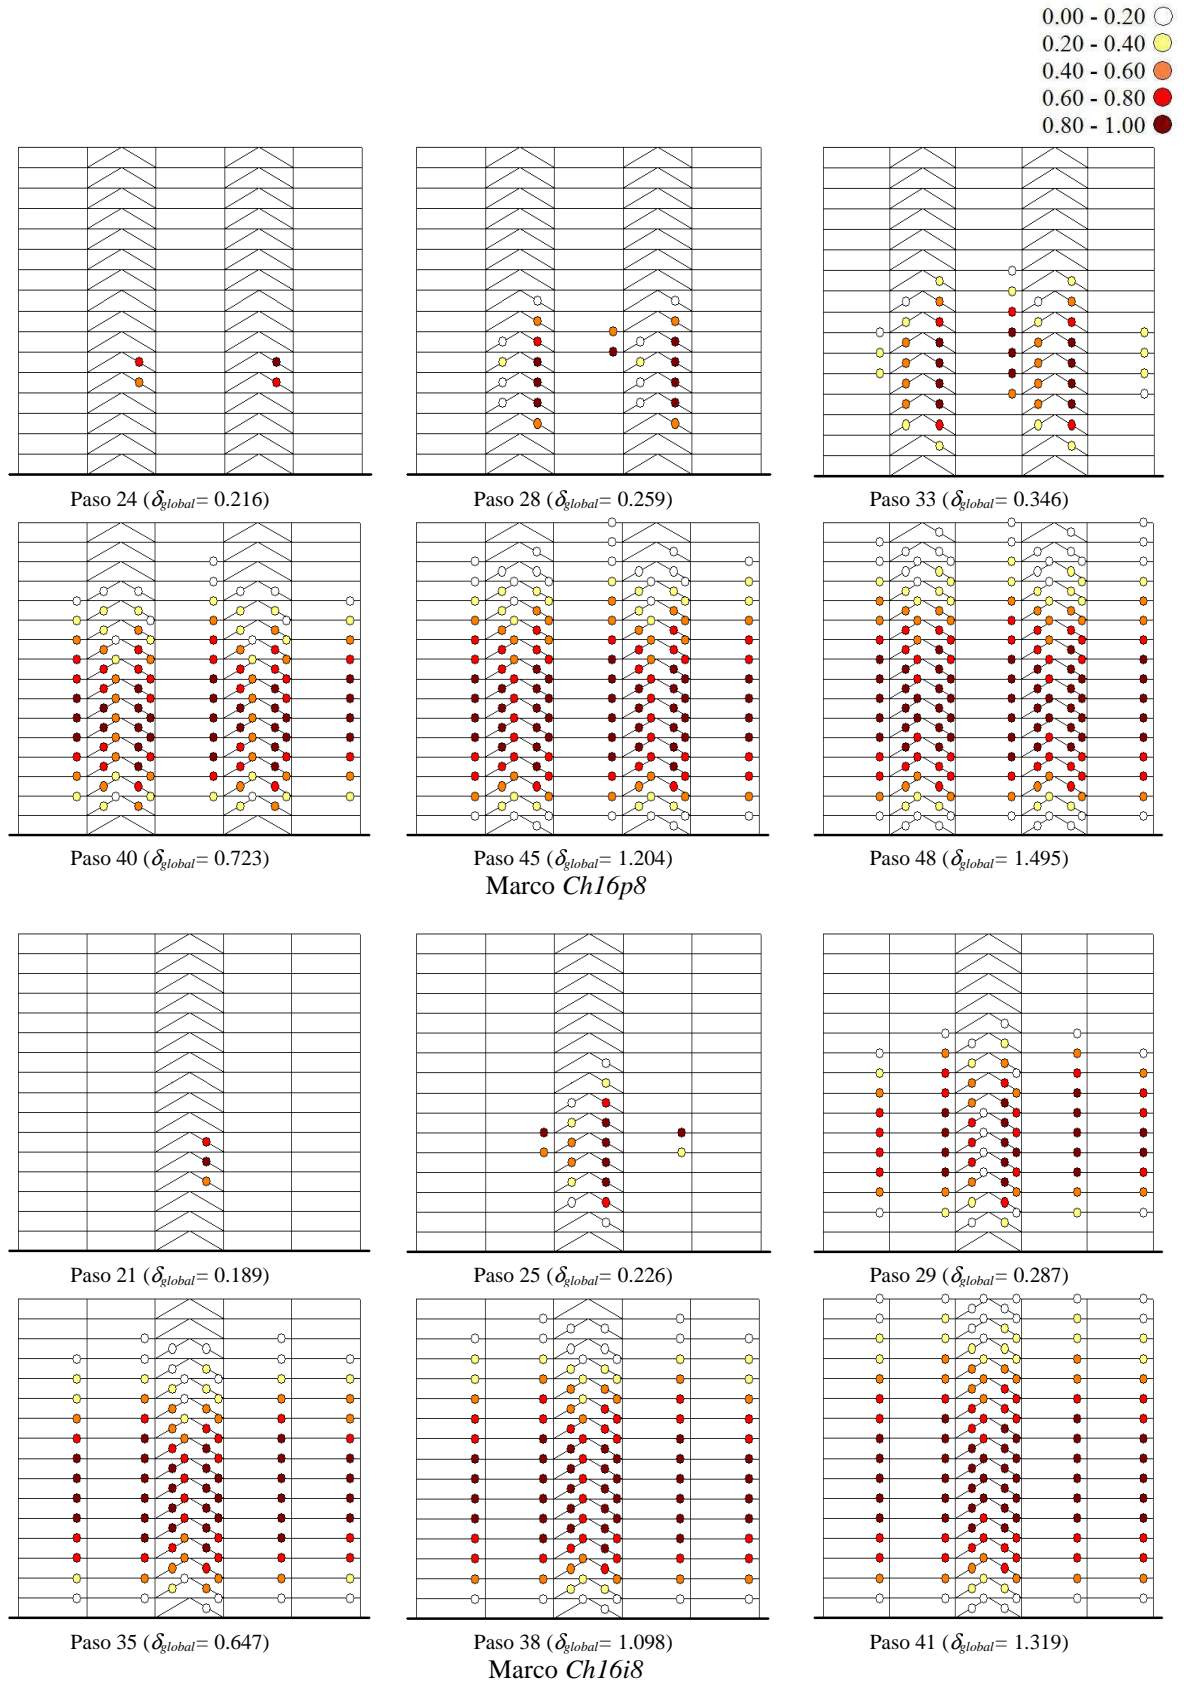 0.00 - 0.20
0.20 - 0.40
0.40 - 0.60
0.60 - 0.80
0.80 - 1.00
Paso 24 (δglobal= 0.216)
Paso 28 (δglobal= 0.259)
Paso 33 (δglobal= 0.346)
Paso 40 (δglobal= 0.723)
Paso 45 (δglobal= 1.204)
Paso 48 (δglobal= 1.495)
Marco Ch16p8
Paso 21 (δglobal= 0.189)
Paso 25 (δglobal= 0.226)
Paso 29 (δglobal= 0.287)
Paso 35 (δglobal= 0.647)
Paso 38 (δglobal= 1.098)
Paso 41 (δglobal= 1.319)
Marco Ch16i8